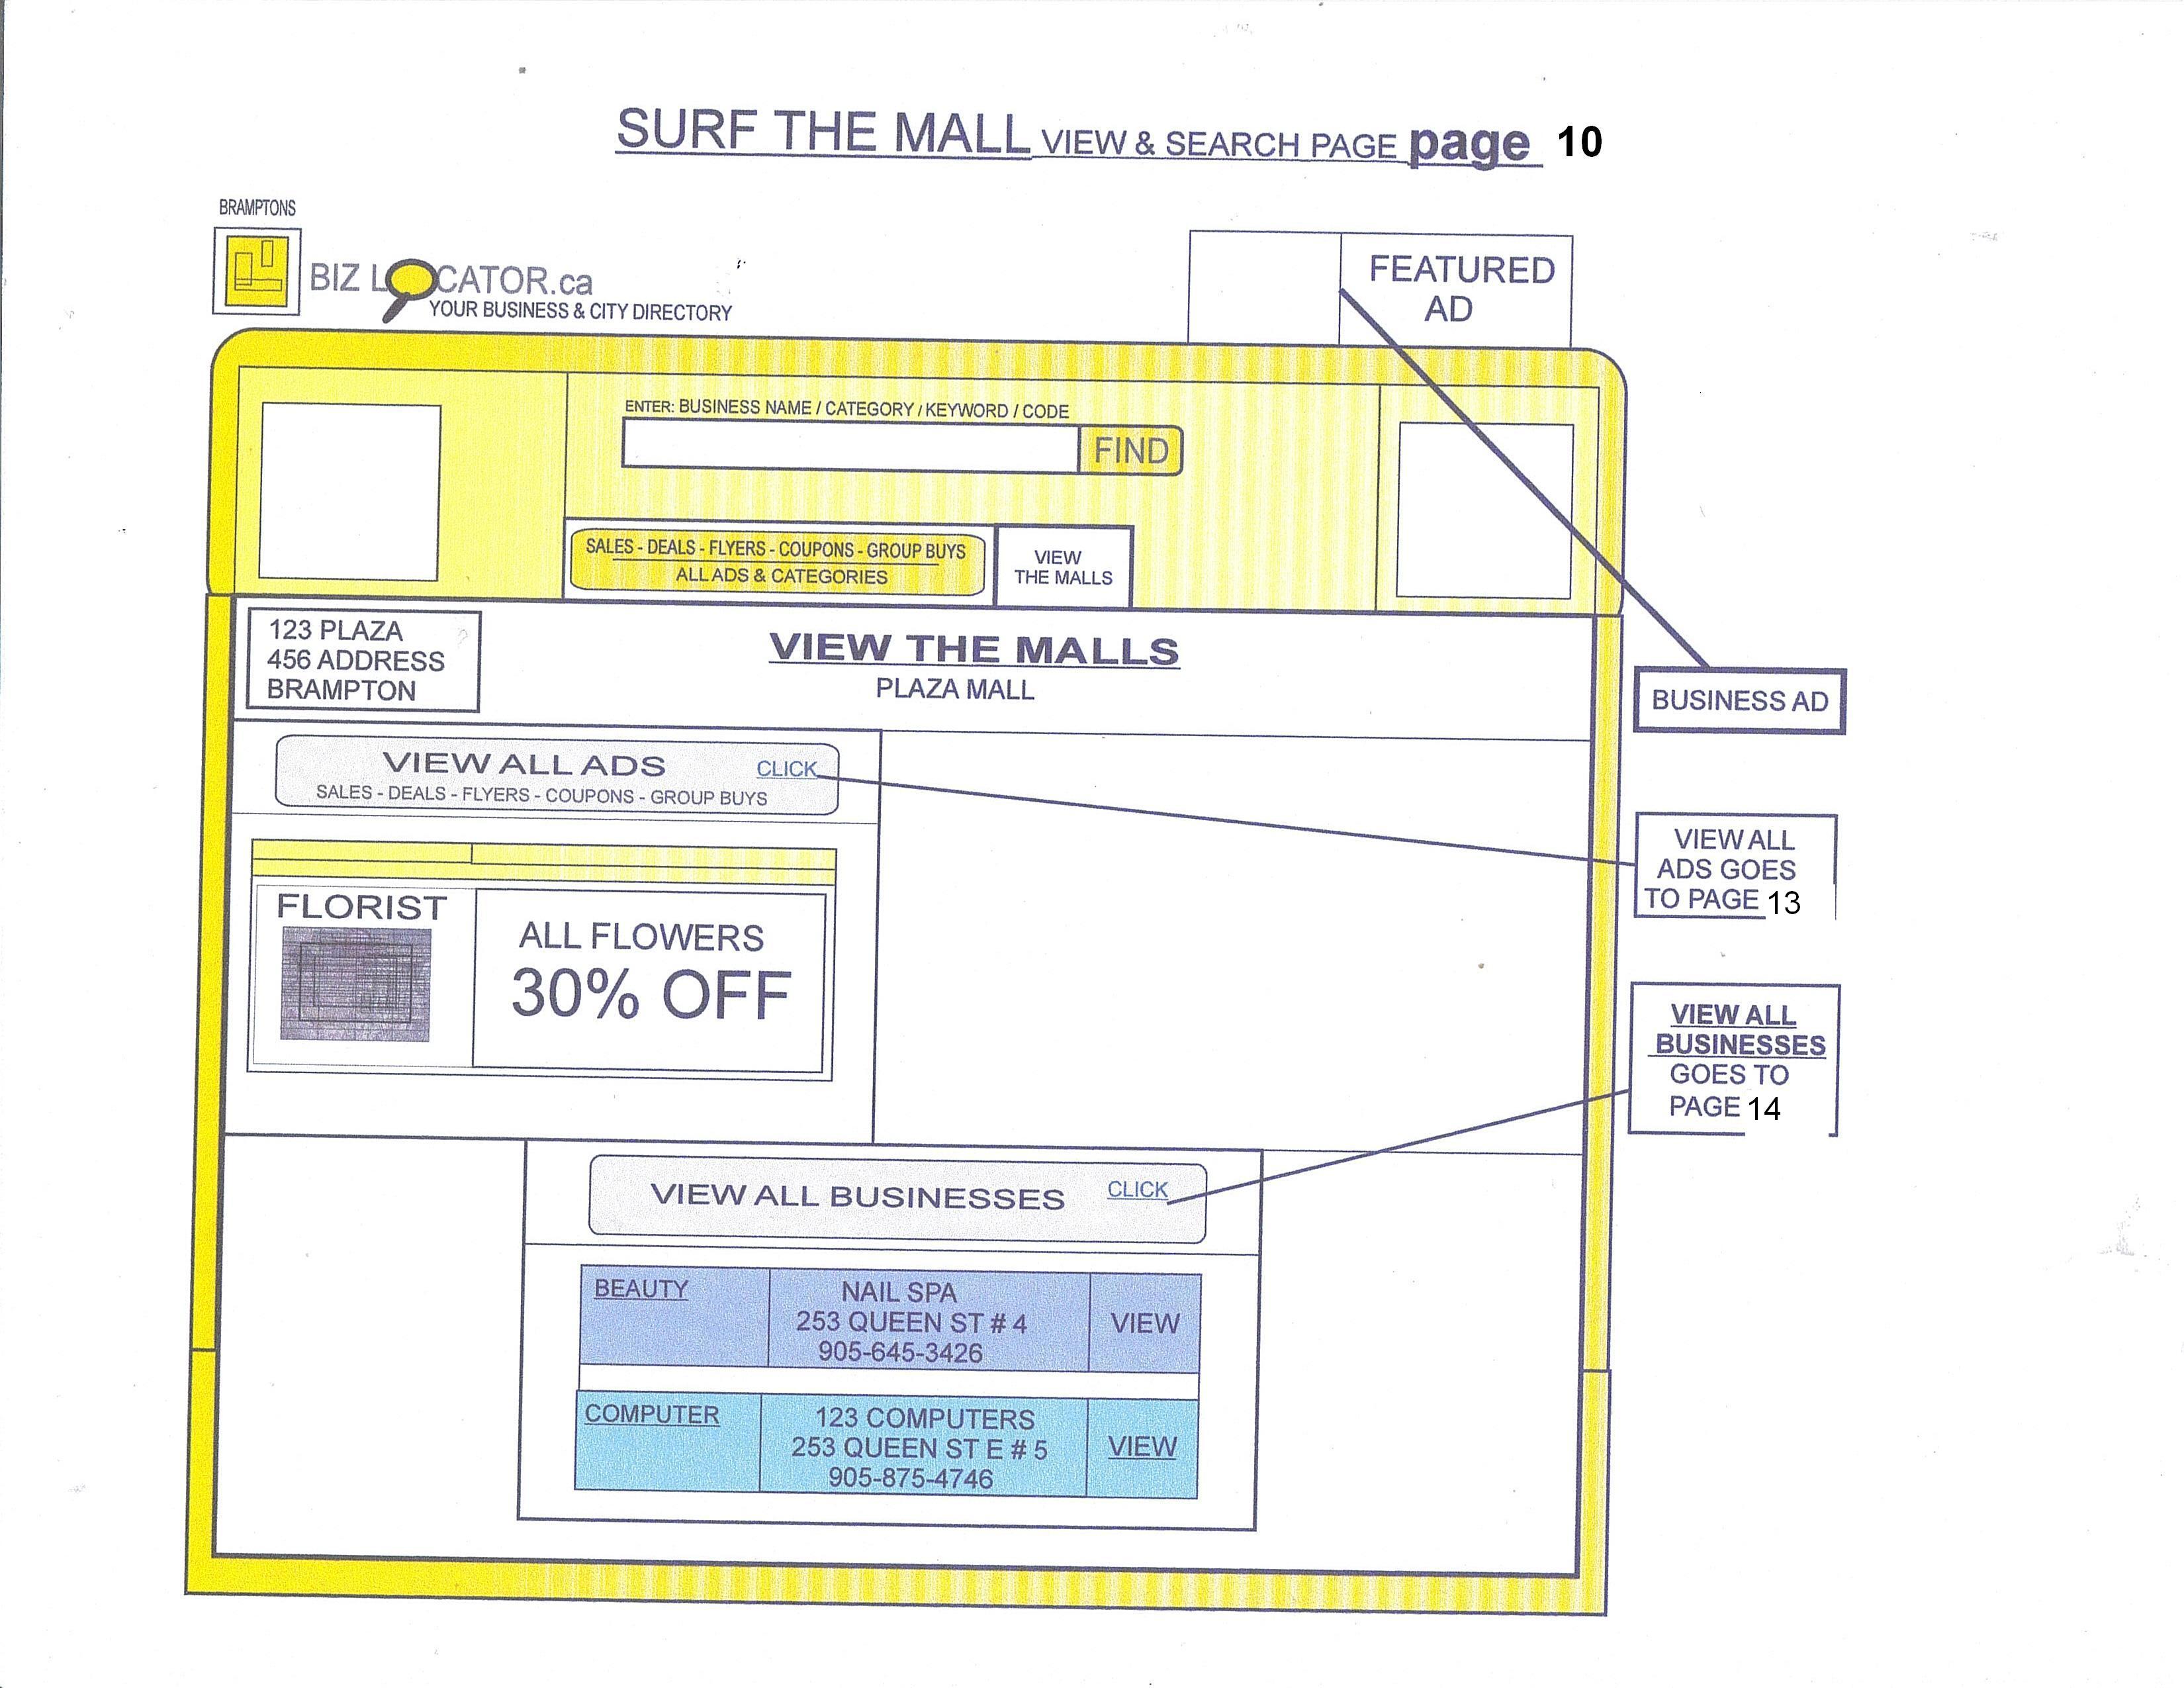 SURF THE MALL VIEW & SEARCH PAGE page 10
BRAMPTONS
BIZ LOCATOR.ca
YOUR BUSINESS & CITY DIRECTORY
FEATURED
AD
ENTER: BUSINESS NAME / CATEGORY / KEYWORD / CODE
FIND
SALES - DEALS - FLYERS - COUPONS - GROUP BUYS
ALL ADS & CATEGORIES
VIEW
THE MALLS
123 PLAZA
456 ADDRESS
BRAMPTON
VIEW THE MALLS
PLAZA MALL
BUSINESS AD
VIEW ALL ADS CLICK
SALES - DEALS - FLYERS - COUPONS - GROUP BUYS
VIEW ALL
ADS GOES
TO PAGE 13
FLORIST
ALL FLOWERS
30% OFF
VIEW ALL
BUSINESSES
GOES TO
PAGE 14
VIEW ALL BUSINESSES CLICK
BEAUTY
NAIL SPA
253 QUEEN ST # 4
905-645-3426
VIEW
COMPUTER
123 COMPUTERS
253 QUEEN ST E # 5
905-875-4746
VIEW